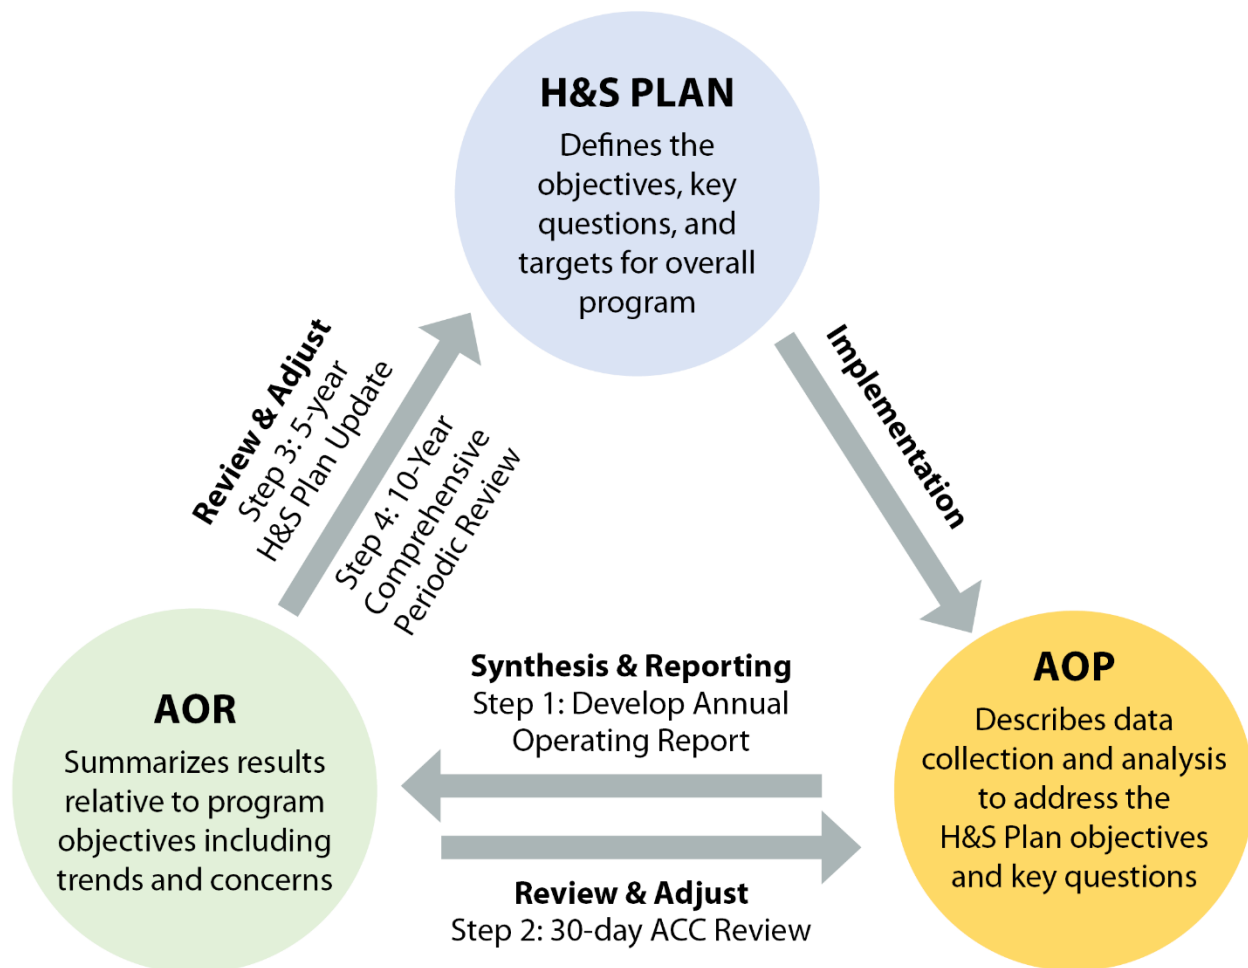 H&S PLAN
Defines the
objectives, key
questions, and
targets for overall
program
Implementation
Review & Adjust
Step 3: 5-year
H&S Plan Update
Step 4: 10-Year
Comprehensive
Periodic Review
Synthesis & Reporting
Step 1: Develop Annual
Operating Report
Review & Adjust
Step 2: 30-day ACC Review
AOR
Summarizes results
relative to program
objectives including
trends and concerns
AOP
Describes data
collection and analysis
to address the
H&S Plan objectives
and key questions